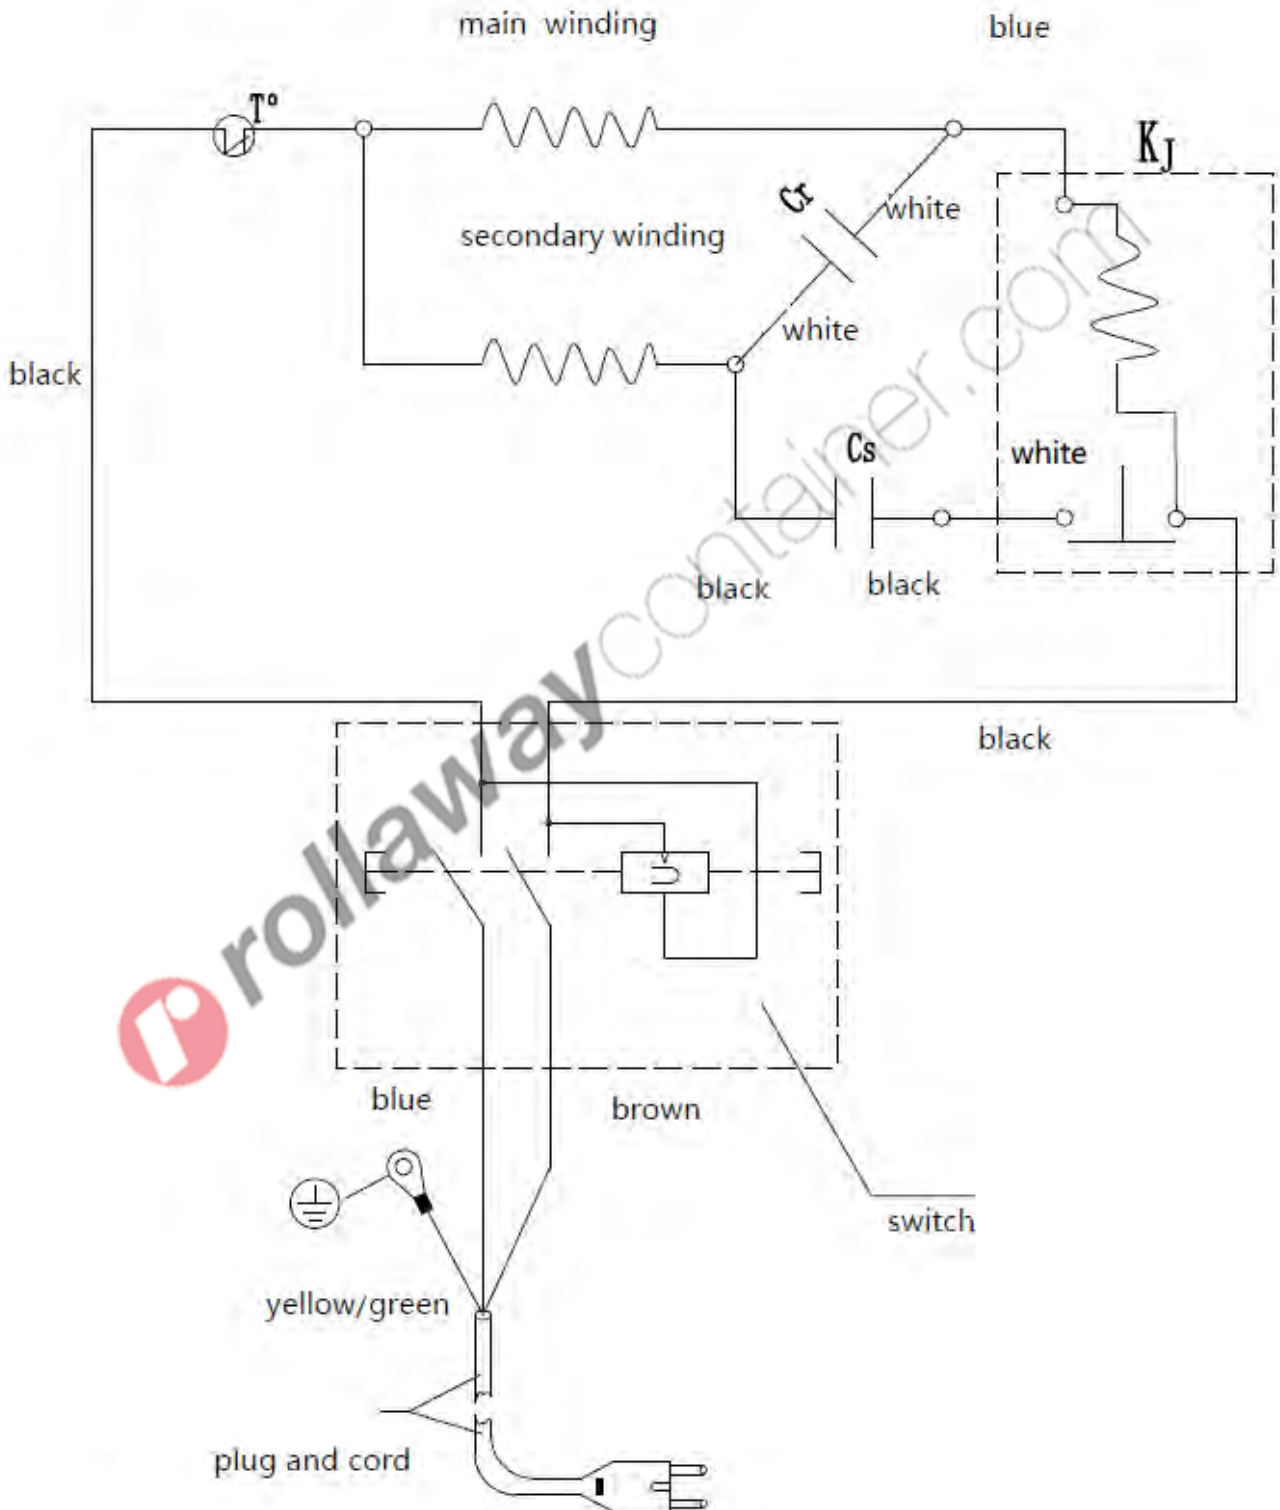 main winding
blue
T°
KJ
Cr
white
secondary winding
white
black
Cs
white
black
black
black
rollawaycontainer.com
blue
brown
switch
yellow/green
plug and cord